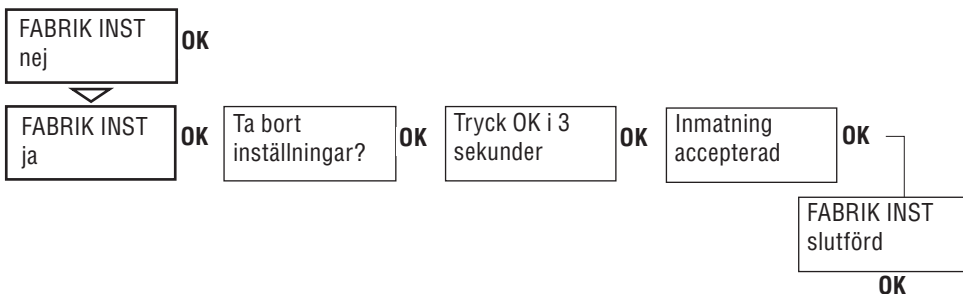 FABRIK INST
nej
OK
FABRIK INST
ja
OK
Ta bort
inställningar?
OK
Tryck OK i 3
sekunder
OK
Inmatning
accepterad
OK
FABRIK INST
slutförd
OK